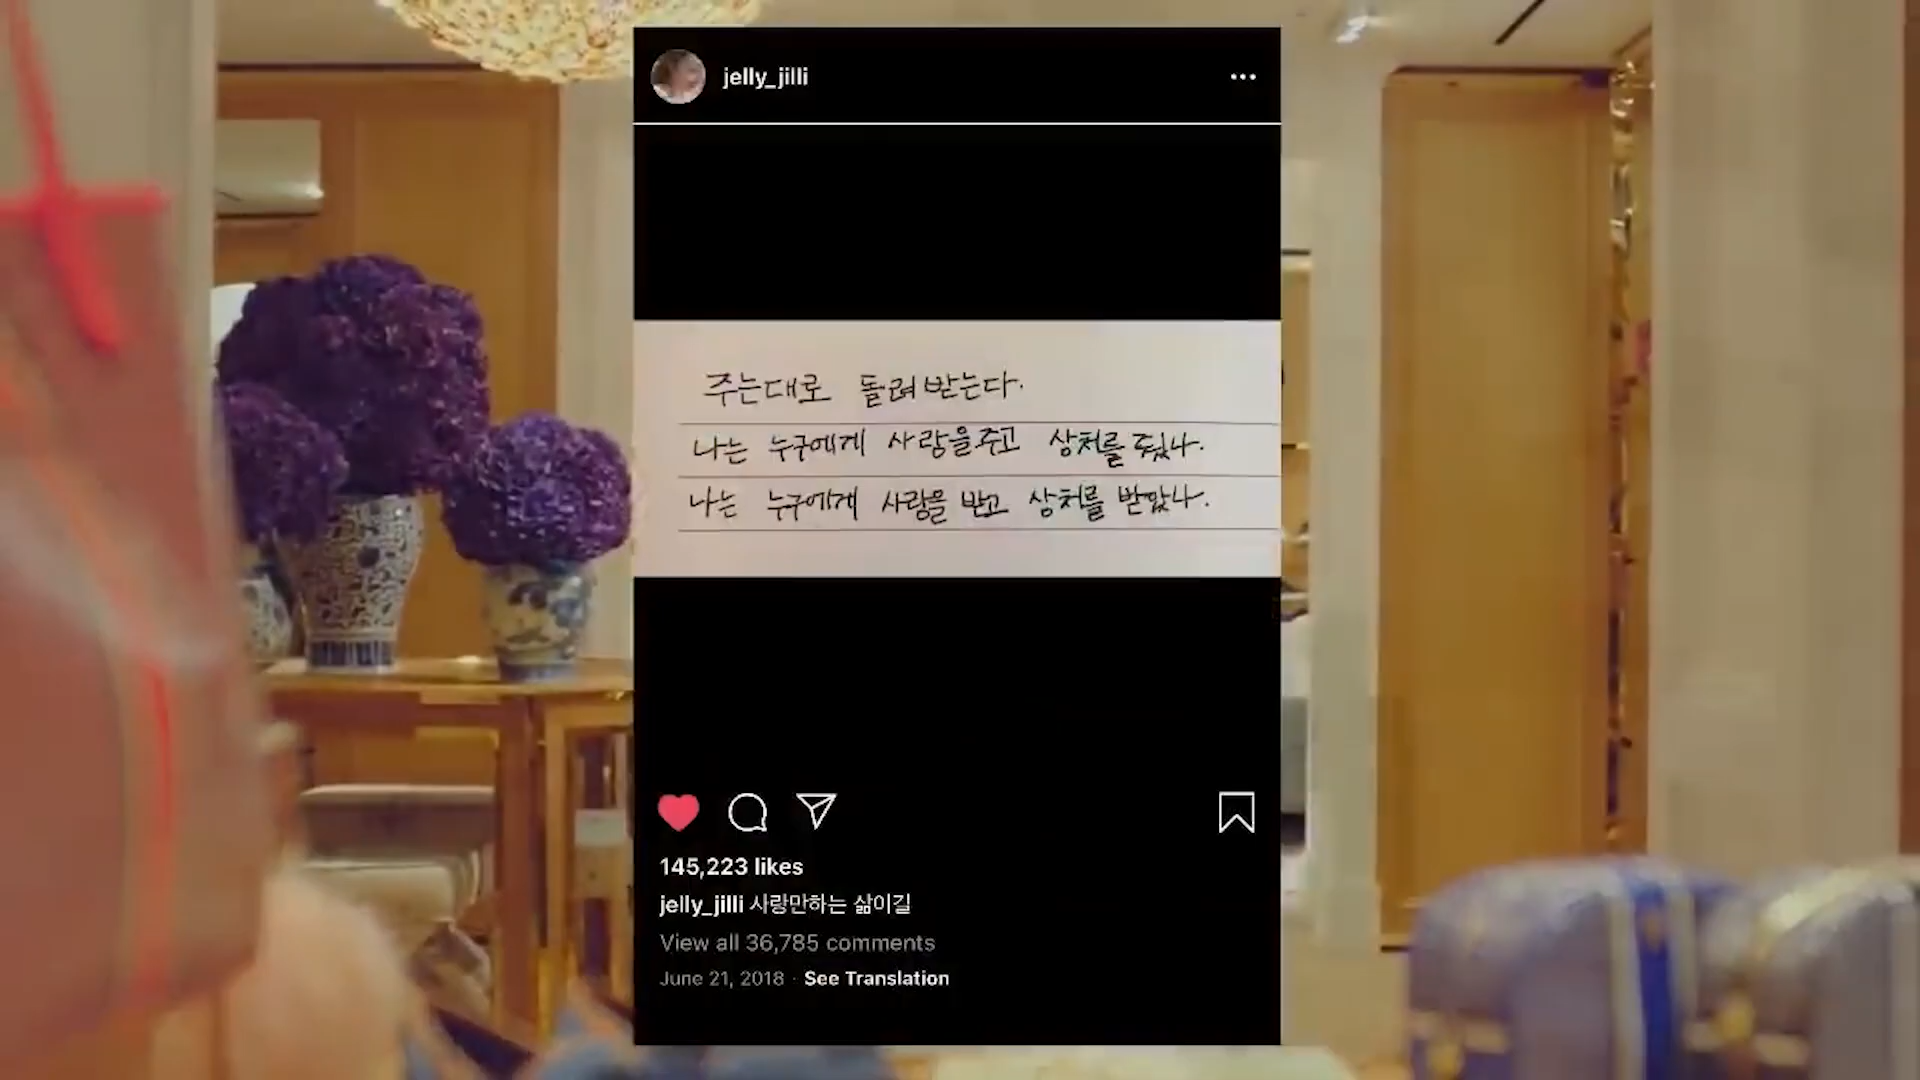 jelly_jilli
주는대로 돌려받는다.
나는 누구에게 사랑을주고 상처를 줬나.
나는 누구에게 사랑을 받고 상처를 받았나.
145,223 likes
jelly_jilli 사랑만하는 삶이길
View all 36,785 comments
June 21, 2018 · See Translation